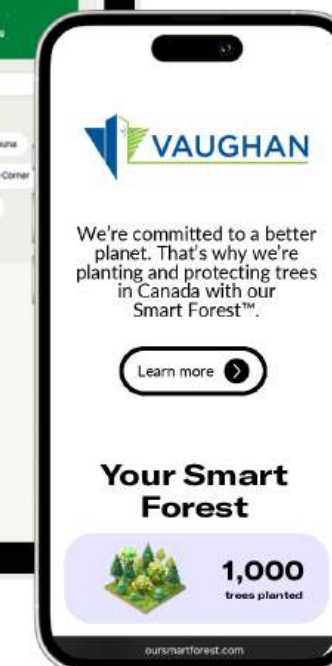 VAUGHAN
We're committed to a better
planet. That's why we're
planting and protecting trees
in Canada with our
Smart Forest™.
Learn more
Your Smart
Forest
1,000
trees planted
oursmartforest.com
Corner